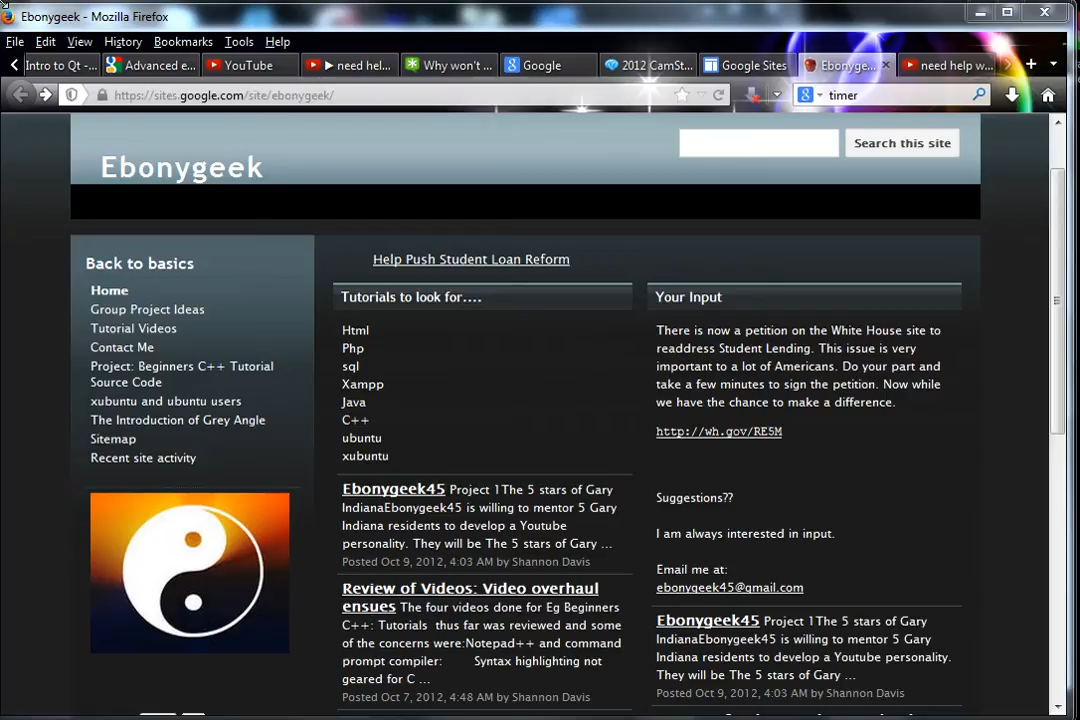 Ebonygeek - Mozilla Firefox
File Edit View History Bookmarks Tools Help
Intro to Qt -... Advanced e... YouTube ▶ need hel... Why won't ... Google 2012 CamSt... Google Sites Ebonyge... need help w...
https://sites.google.com/site/ebonygeek/ timer
Ebonygeek
Search this site
Back to basics
Home
Group Project Ideas
Tutorial Videos
Contact Me
Project: Beginners C++ Tutorial
Source Code
xubuntu and ubuntu users
The Introduction of Grey Angle
Sitemap
Recent site activity
Help Push Student Loan Reform
Tutorials to look for....
Html
Php
sql
Xampp
Java
C++
ubuntu
xubuntu
Ebonygeek45 Project 1The 5 stars of Gary
IndianaEbonygeek45 is willing to mentor 5 Gary
Indiana residents to develop a Youtube
personality. They will be The 5 stars of Gary ...
Posted Oct 9, 2012, 4:03 AM by Shannon Davis
Review of Videos: Video overhaul
ensues The four videos done for Eg Beginners
C++: Tutorials thus far was reviewed and some
of the concerns were:Notepad++ and command
prompt compiler: Syntax highlighting not
geared for C ...
Posted Oct 7, 2012, 4:48 AM by Shannon Davis
Your Input
There is now a petition on the White House site to
readdress Student Lending. This issue is very
important to a lot of Americans. Do your part and
take a few minutes to sign the petition. Now while
we have the chance to make a difference.
http://wh.gov/RE5M
Suggestions??
I am always interested in input.
Email me at:
ebonygeek45@gmail.com
Ebonygeek45 Project 1The 5 stars of Gary
IndianaEbonygeek45 is willing to mentor 5 Gary
Indiana residents to develop a Youtube personality.
They will be The 5 stars of Gary ...
Posted Oct 9, 2012, 4:03 AM by Shannon Davis